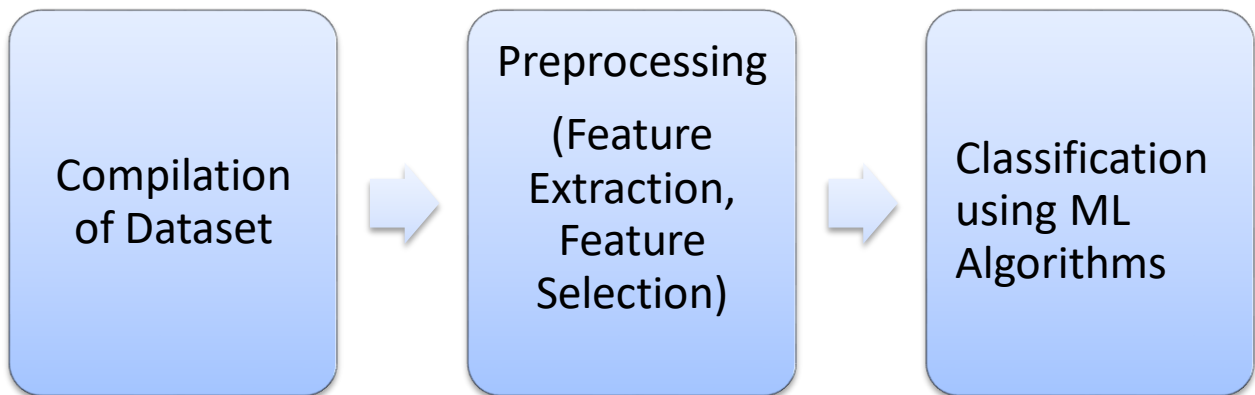 Compilation
of Dataset
Preprocessing
(Feature
Extraction,
Feature
Selection)
Classification
using ML
Algorithms